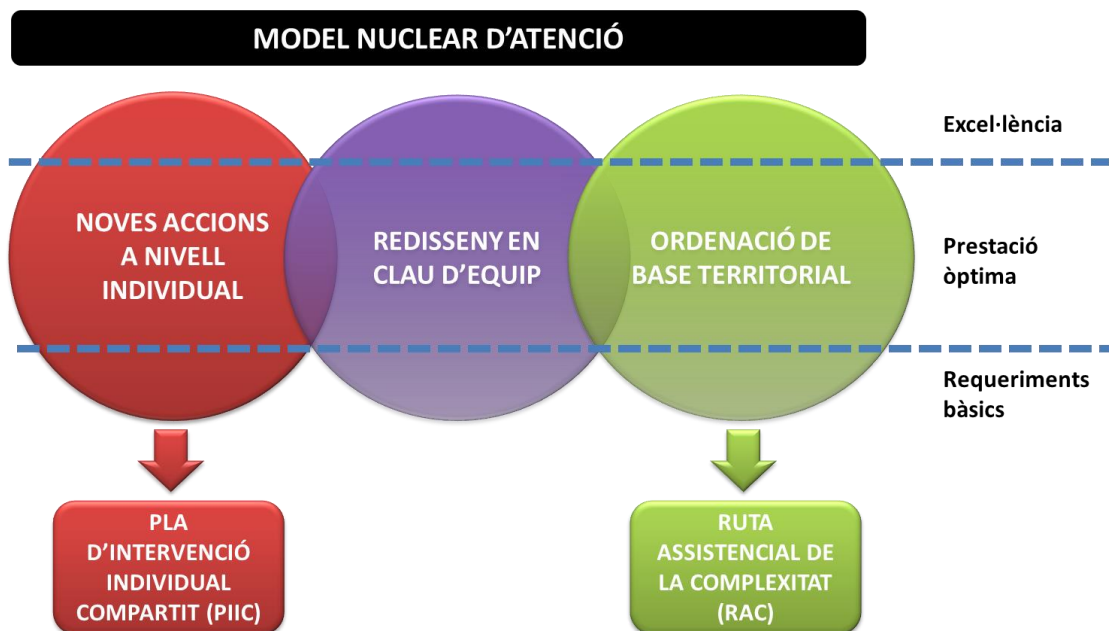 MODEL NUCLEAR D'ATENCIÓ
Excel·lència
NOVES ACCIONS
A NIVELL
INDIVIDUAL
REDISSENY EN
CLAU D'EQUIP
ORDENACIÓ DE
BASE TERRITORIAL
Prestació
òptima
Requeriments
bàsics
PLA
D'INTERVENCIÓ
INDIVIDUAL
COMPARTIT (PIIC)
RUTA
ASSISTENCIAL DE
LA COMPLEXITAT
(RAC)